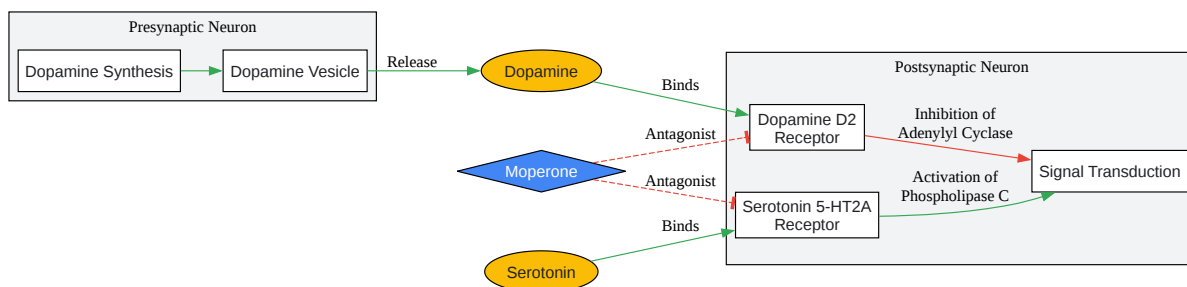 Presynaptic Neuron
Dopamine Synthesis
Dopamine Vesicle
Release
Dopamine
Binds
Postsynaptic Neuron
Dopamine D2
Receptor
Inhibition of
Adenylyl Cyclase
Antagonist
Moperone
Antagonist
Signal Transduction
Activation of
Phospholipase C
Serotonin 5-HT2A
Receptor
Binds
Serotonin